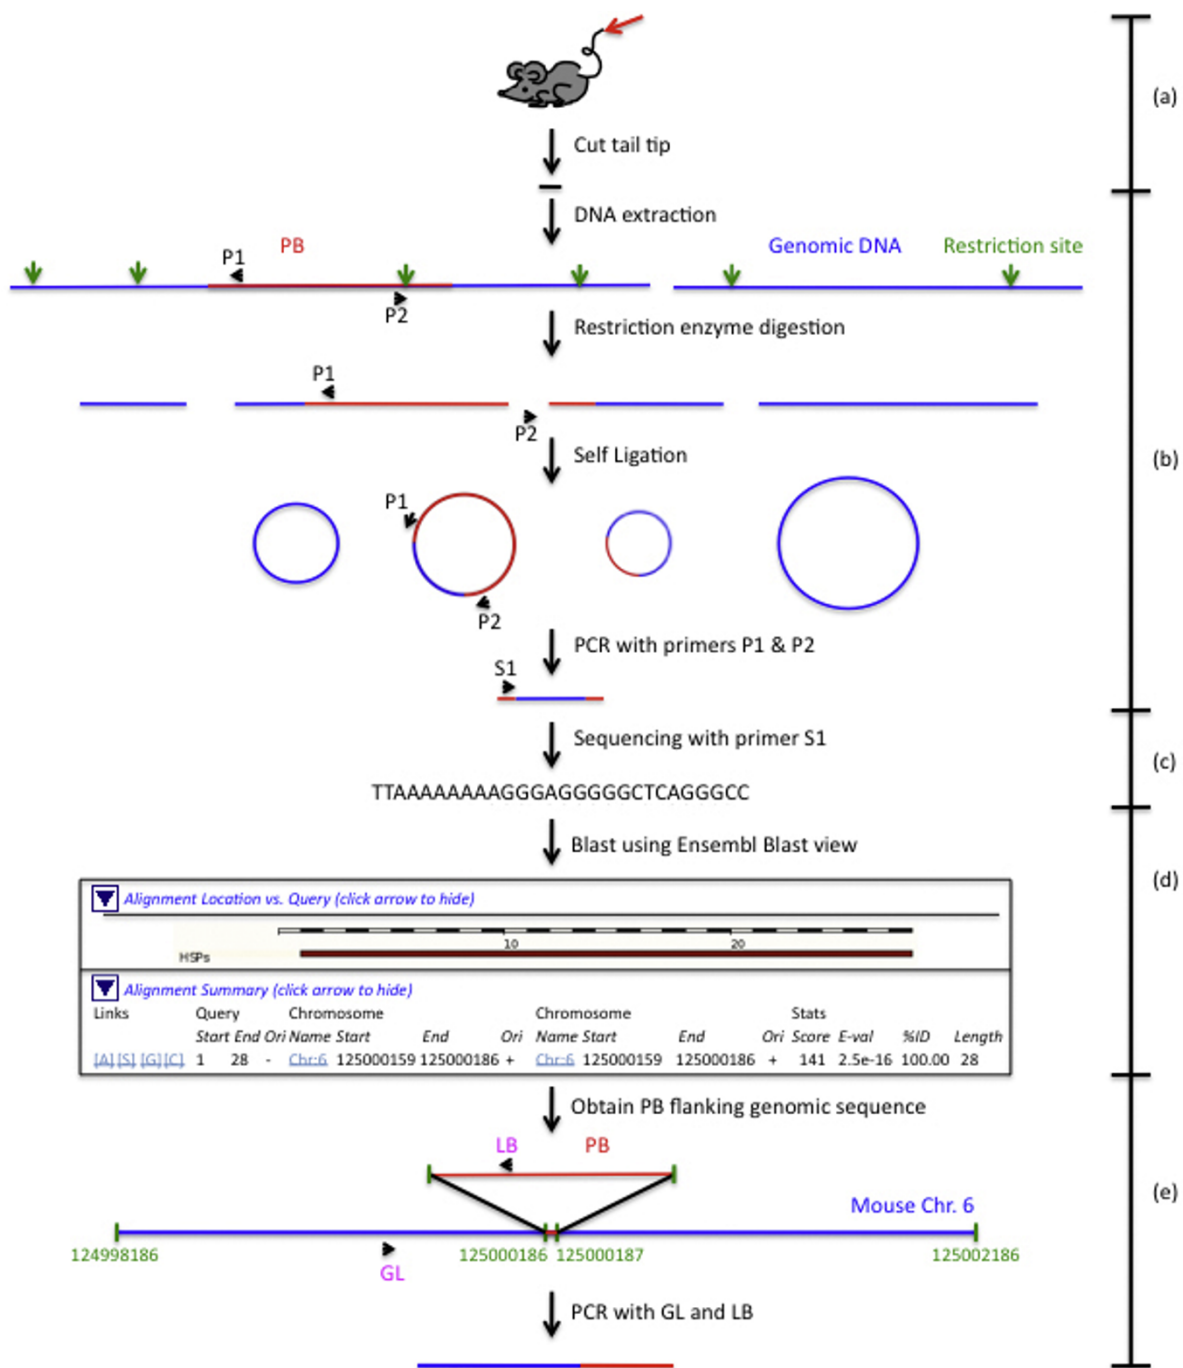 (a)
Cut tail tip
DNA extraction
P1 PB Genomic DNA Restriction site
P2
Restriction enzyme digestion
P1
P2
Self Ligation
(b)
P1
P2
PCR with primers P1 & P2
S1
Sequencing with primer S1
(c)
TTAAAAAAAAGGGAGGGGGCTCAGGGCC
Blast using Ensembl Blast view
(d)
Alignment Location vs. Query (click arrow to hide)
10 20
HSPs
Alignment Summary (click arrow to hide)
Links Query Chromosome Chromosome Stats
Start End Ori Name Start End Ori Name Start End Ori Score E-val %ID Length
[A][S] [G][C] 1 28 - Chr:6 125000159 125000186 + Chr:6 125000159 125000186 + 141 2.5e-16 100.00 28
Obtain PB flanking genomic sequence
LB PB
(e)
Mouse Chr. 6
124998186 125000186 125000187 125002186
GL
PCR with GL and LB